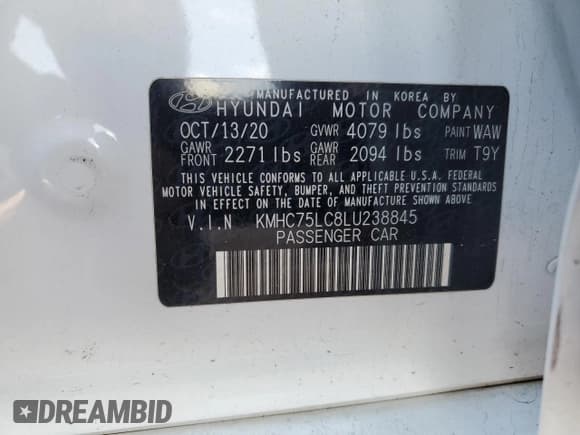 MANUFACTURED IN KOREA BY
HYUNDAI MOTOR COMPANY
OCT/13/20 GVWR 4079 lbs PAINT WAW
GAWR FRONT 2271 lbs GAWR REAR 2094 lbs TRIM T9Y
THIS VEHICLE CONFORMS TO ALL APPLICABLE U.S.A. FEDERAL
MOTOR VEHICLE SAFETY, BUMPER, AND THEFT PREVENTION STANDARDS
IN EFFECT ON THE DATE OF MANUFACTURE SHOWN ABOVE.
V.I.N KMHC75LC8LU238845
PASSENGER CAR
DREAMBID